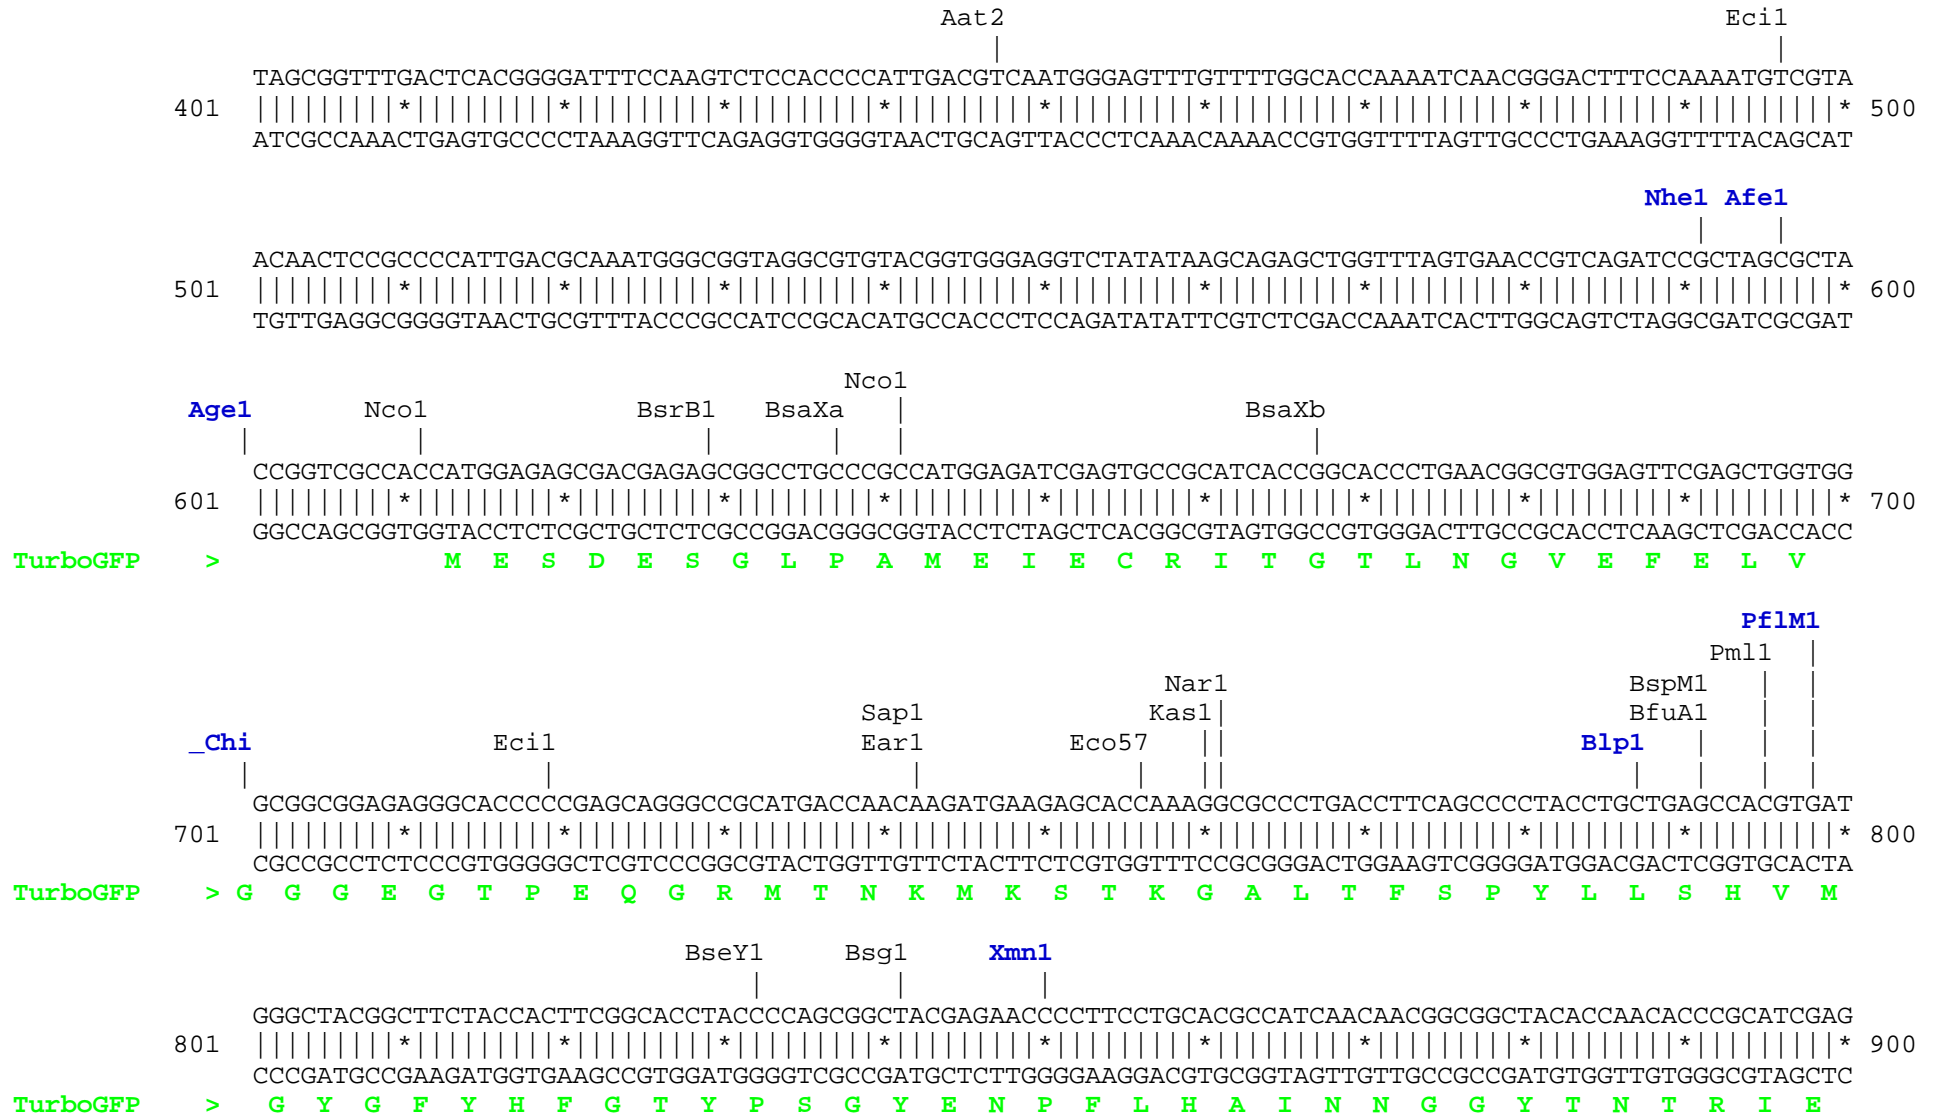 Aat2 Eci1
| |
TAGCGGTTTGACTCACGGGGATTTCCAAGTCTCCACCCCATTGACGTCAATGGGAGTTTGTTTTGGCACCAAAATCAACGGGACTTTCCAAAATGTCGTA
401 |||||||||*|||||||||*|||||||||*|||||||||*|||||||||*|||||||||*|||||||||*|||||||||*|||||||||*|||||||||* 500
ATCGCCAAACTGAGTGCCCCTAAAGGTTCAGAGGTGGGGTAACTGCAGTTACCCTCAAACAAAACCGTGGTTTTAGTTGCCCTGAAAGGTTTTACAGCAT
Nhe1 Afe1
| |
ACAACTCCGCCCCATTGACGCAAATGGGCGGTAGGCGTGTACGGTGGGAGGTCTATATAAGCAGAGCTGGTTTAGTGAACCGTCAGATCCGCTAGCGCTA
501 |||||||||*|||||||||*|||||||||*|||||||||*|||||||||*|||||||||*|||||||||*|||||||||*|||||||||*|||||||||* 600
TGTTGAGGCGGGGTAACTGCGTTTACCCGCCATCCGCACATGCCACCCTCCAGATATATTCGTCTCGACCAAATCACTTGGCAGTCTAGGCGATCGCGAT
Nco1
Age1 Nco1 BsrB1 BsaXa | BsaXb
| | | | | |
CCGGTCGCCACCATGGAGAGCGACGAGAGCGGCCTGCCCGCCATGGAGATCGAGTGCCGCATCACCGGCACCCTGAACGGCGTGGAGTTCGAGCTGGTGG
601 |||||||||*|||||||||*|||||||||*|||||||||*|||||||||*|||||||||*|||||||||*|||||||||*|||||||||*|||||||||* 700
GGCCAGCGGTGGTACCTCTCGCTGCTCTCGCCGGACGGGCGGTACCTCTAGCTCACGGCGTAGTGGCCGTGGGACTTGCCGCACCTCAAGCTCGACCACC
TurboGFP > M E S D E S G L P A M E I E C R I T G T L N G V E F E L V
PflM1
Pml1 |
Nar1 BspM1 | |
Sap1 Kas1| BfuA1 | |
_Chi Eci1 Ear1 Eco57 || Blp1 | | |
| | | | || | | | |
GCGGCGGAGAGGGCACCCCCGAGCAGGGCCGCATGACCAACAAGATGAAGAGCACCAAAGGCGCCCTGACCTTCAGCCCCTACCTGCTGAGCCACGTGAT
701 |||||||||*|||||||||*|||||||||*|||||||||*|||||||||*|||||||||*|||||||||*|||||||||*|||||||||*|||||||||* 800
CGCCGCCTCTCCCGTGGGGGCTCGTCCCGGCGTACTGGTTGTTCTACTTCTCGTGGTTTCCGCGGGACTGGAAGTCGGGGATGGACGACTCGGTGCACTA
TurboGFP > G G G E G T P E Q G R M T N K M K S T K G A L T F S P Y L L S H V M
BseY1 Bsg1 Xmn1
| | |
GGGCTACGGCTTCTACCACTTCGGCACCTACCCCAGCGGCTACGAGAACCCCTTCCTGCACGCCATCAACAACGGCGGCTACACCAACACCCGCATCGAG
801 |||||||||*|||||||||*|||||||||*|||||||||*|||||||||*|||||||||*|||||||||*|||||||||*|||||||||*|||||||||* 900
CCCGATGCCGAAGATGGTGAAGCCGTGGATGGGGTCGCCGATGCTCTTGGGGAAGGACGTGCGGTAGTTGTTGCCGCCGATGTGGTTGTGGGCGTAGCTC
TurboGFP > G Y G F Y H F G T Y P S G Y E N P F L H A I N N G G Y T N T R I E